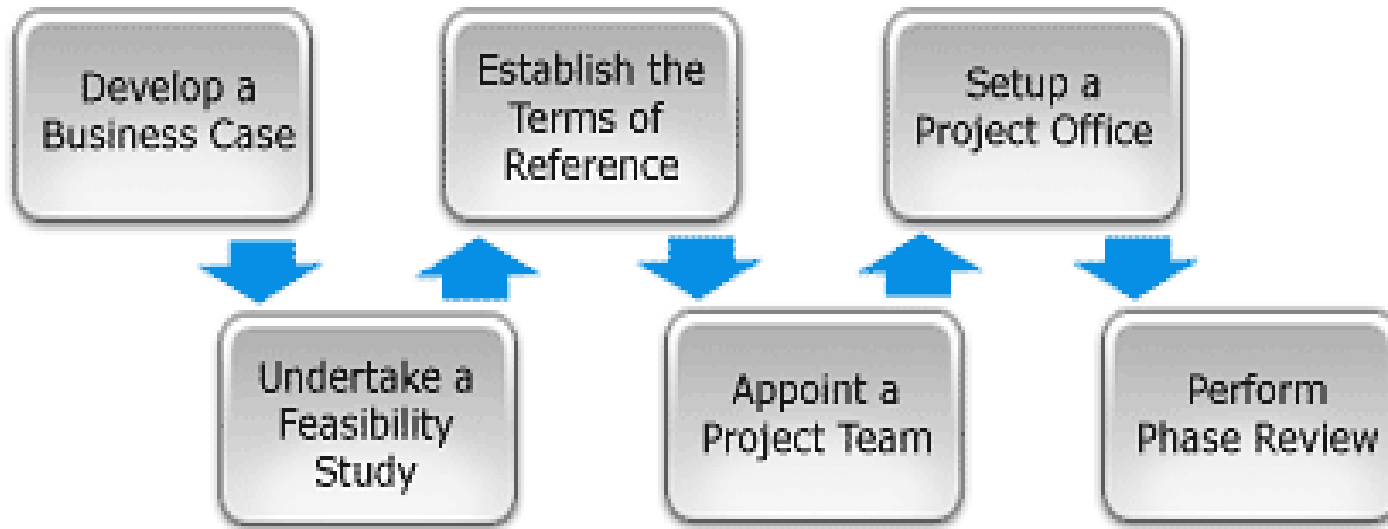 Develop a
Business Case
Undertake a
Feasibility
Study
Establish the
Terms of
Reference
Appoint a
Project Team
Setup a
Project Office
Perform
Phase Review